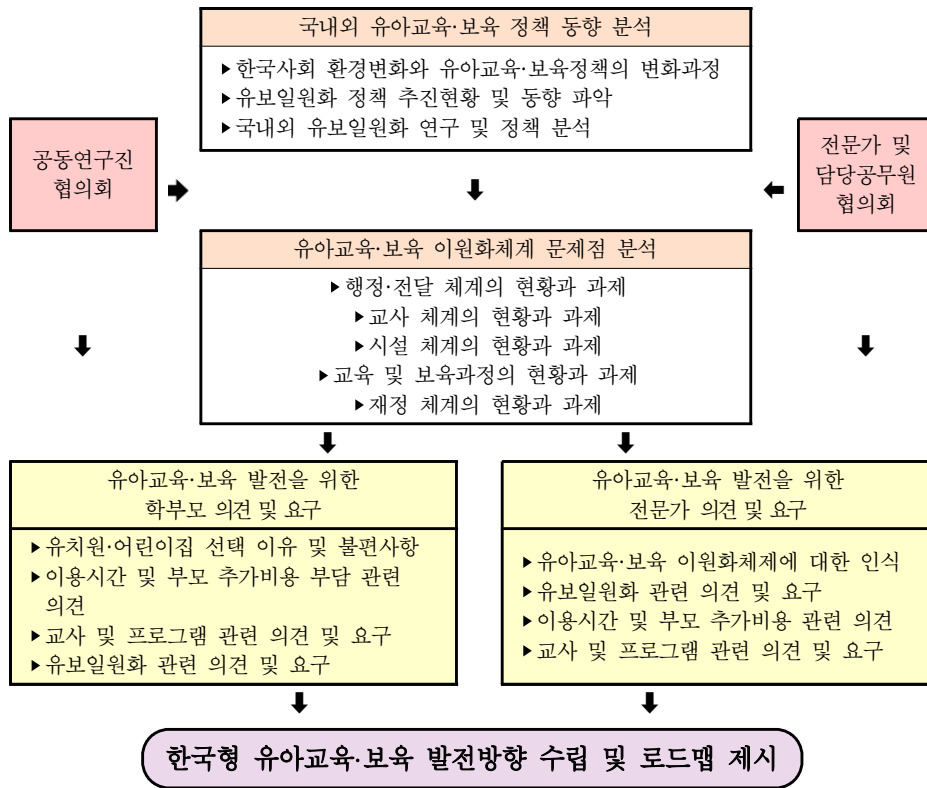 국내외 유아교육·보육 정책 동향 분석
▶한국사회 환경변화와 유아교육·보육정책의 변화과정
▶유보일원화 정책 추진현황 및 동향 파악
▶국내외 유보일원화 연구 및 정책 분석
공동연구진
협의회
전문가 및
담당공무원
협의회
유아교육·보육 이원화체계 문제점 분석
▶행정·전달 체계의 현황과 과제
▶교사 체계의 현황과 과제
▶시설 체계의 현황과 과제
▶교육 및 보육과정의 현황과 과제
▶재정 체계의 현황과 과제
유아교육·보육 발전을 위한
학부모 의견 및 요구
▶유치원·어린이집 선택 이유 및 불편사항
▶이용시간 및 부모 추가비용 부담 관련
의견
▶교사 및 프로그램 관련 의견 및 요구
▶유보일원화 관련 의견 및 요구
유아교육·보육 발전을 위한
전문가 의견 및 요구
▶유아교육·보육 이원화체제에 대한 인식
▶유보일원화 관련 의견 및 요구
▶이용시간 및 부모 추가비용 관련 의견
▶교사 및 프로그램 관련 의견 및 요구
한국형 유아교육·보육 발전방향 수립 및 로드맵 제시